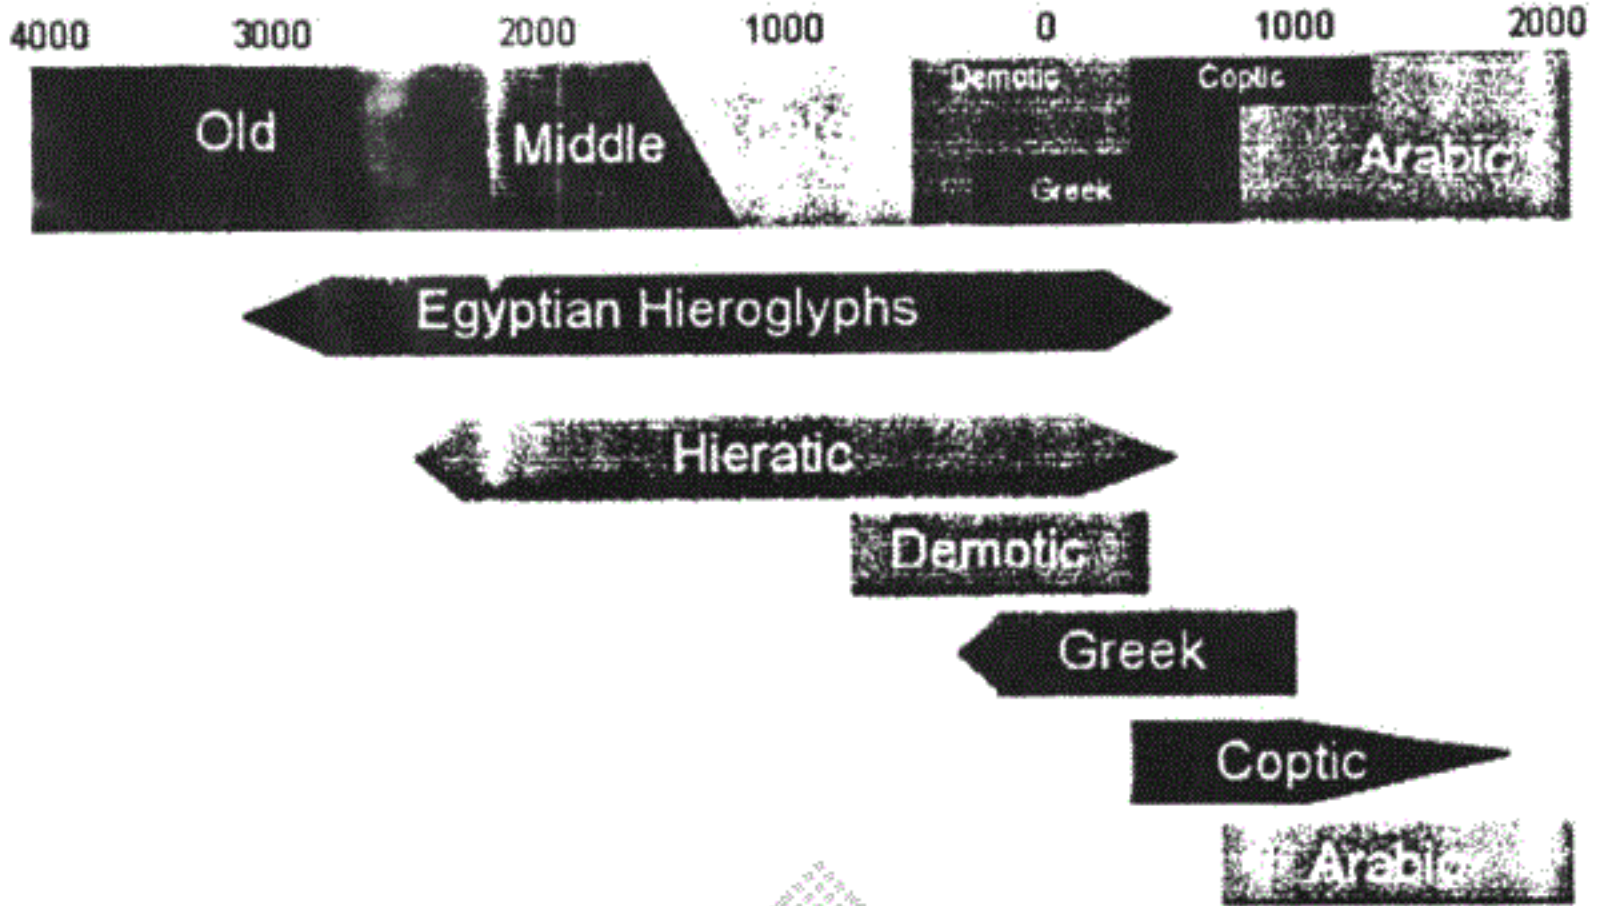 4000 3000 2000 1000 0 1000 2000
Demotic Coptic
Old Middle Arabic
Greek
Egyptian Hieroglyphs
Hieratic
Demotic
Greek
Coptic
Arabic